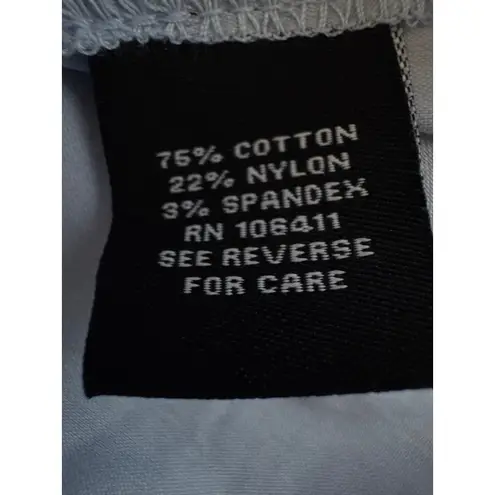 75% COTTON
22% NYLON
3% SPANDEX
RN 106411
SEE REVERSE
FOR CARE